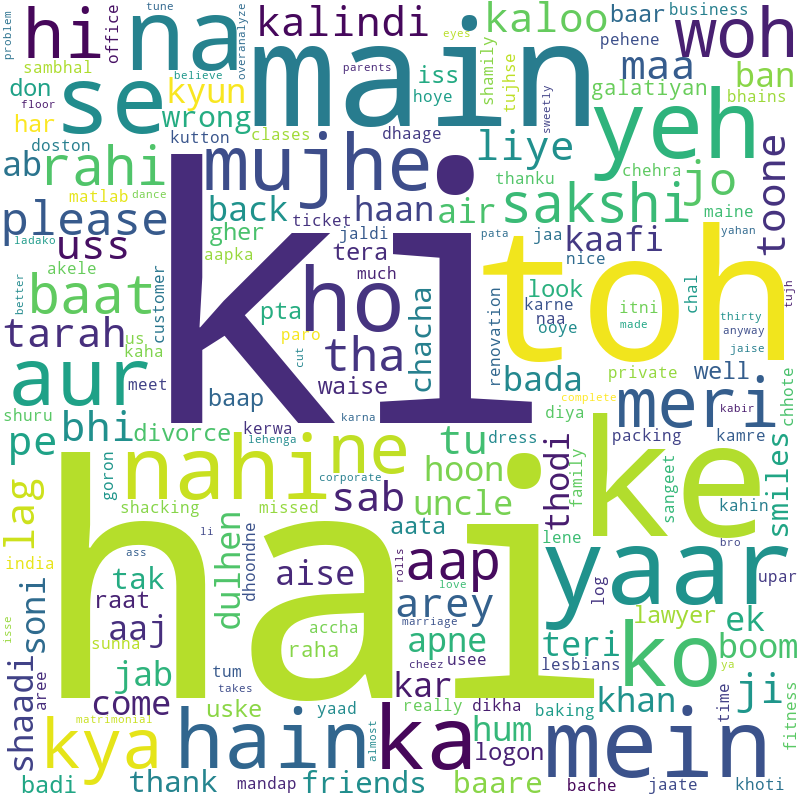 problem
hi
office
na
tune
overanalyze
main
kalindi
eyes
kaloo
baar
business
woh
sambhal
believe
parents
iss
shamily
tujhse
pehene
maa
ban
don
floor
se
kyun
hoye
sweetly
galatiyan
bhains
har
wrong
clases
dhaage
liye
yeh
doston
kutton
mujhe
thanku
chehra
jo
toone
ab
rahi
matlab
dance
sakshi
maine
please
back
haan
air
ticket
jaldi
pata
jaa
kaafi
yahan
ladako
uss
gher
aapka
tera
nice
akele
ki
ho
much
toh
look
karne
naa
chal
tujh
better
baat
customer
pta
chacha
renovation
ooye
itni
thirty
tarah
us
kaha
paro
cut
tha
made
anyway
jaise
aur
meet
baap
waise
bada
private
well
complete
kabir
chhote
shuru
bhi
kerwa
karna
diya
meri
pe
divorce
lehenga
ne
tu
dress
packing
kamre
goron
nahi
hoon
thodi
family
sangeet
ke
smiles
lag
shacking
missed
corporate
sab
uncle
lene
kahin
dulhen
dhoondne
aata
india
li
hai
bro
ass
aap
yaar
upar
tak
aise
rolls
love
log
soni
raat
arey
lawyer
ek
isse
aaj
accha
marriage
apne
teri
ko
boom
sunna
raha
cheez
usee
lesbians
ya
shaadi
aree
jab
tum
kar
khan
ji
come
takes
uske
yaad
really
dikha
baking
time
fitness
kya
matrimonial
hain
almost
ka
hum
logon
mein
badi
thank
mandap
friends
baare
bache
jaate
khoti